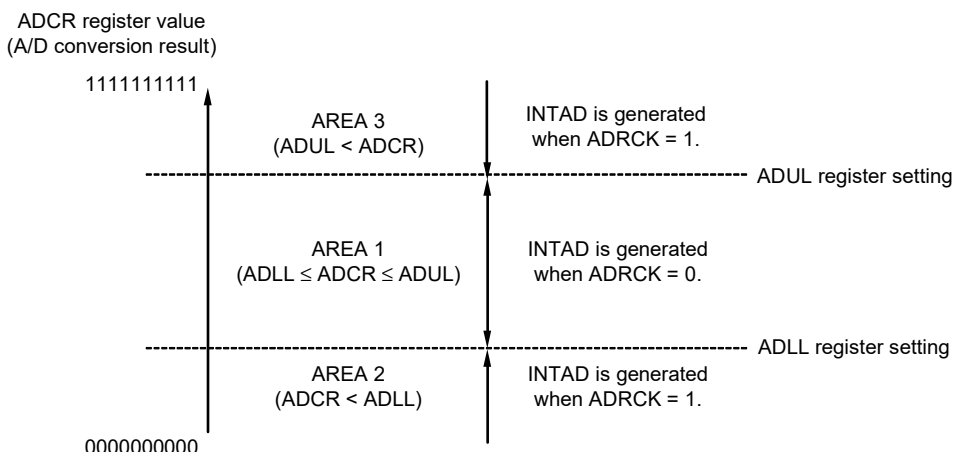 ADCR register value
(A/D conversion result)
1111111111
AREA 3
(ADUL < ADCR)
INTAD is generated
when ADRCK = 1.
ADUL register setting
AREA 1
(ADLL ≤ ADCR ≤ ADUL)
INTAD is generated
when ADRCK = 0.
ADLL register setting
AREA 2
(ADCR < ADLL)
INTAD is generated
when ADRCK = 1.
0000000000